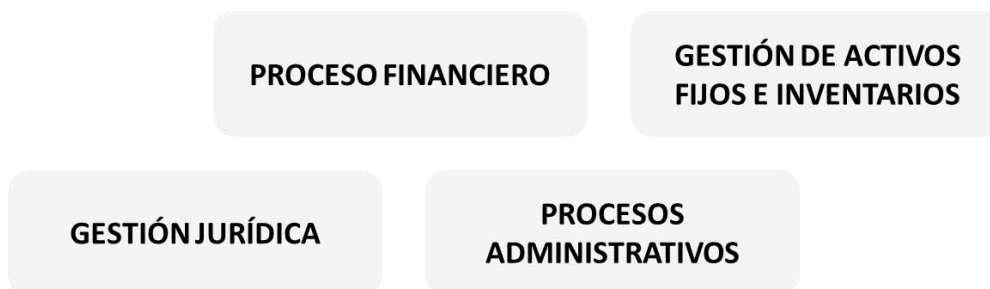 PROCESO FINANCIERO
GESTIÓN DE ACTIVOS
FIJOS E INVENTARIOS
GESTIÓN JURÍDICA
PROCESOS
ADMINISTRATIVOS